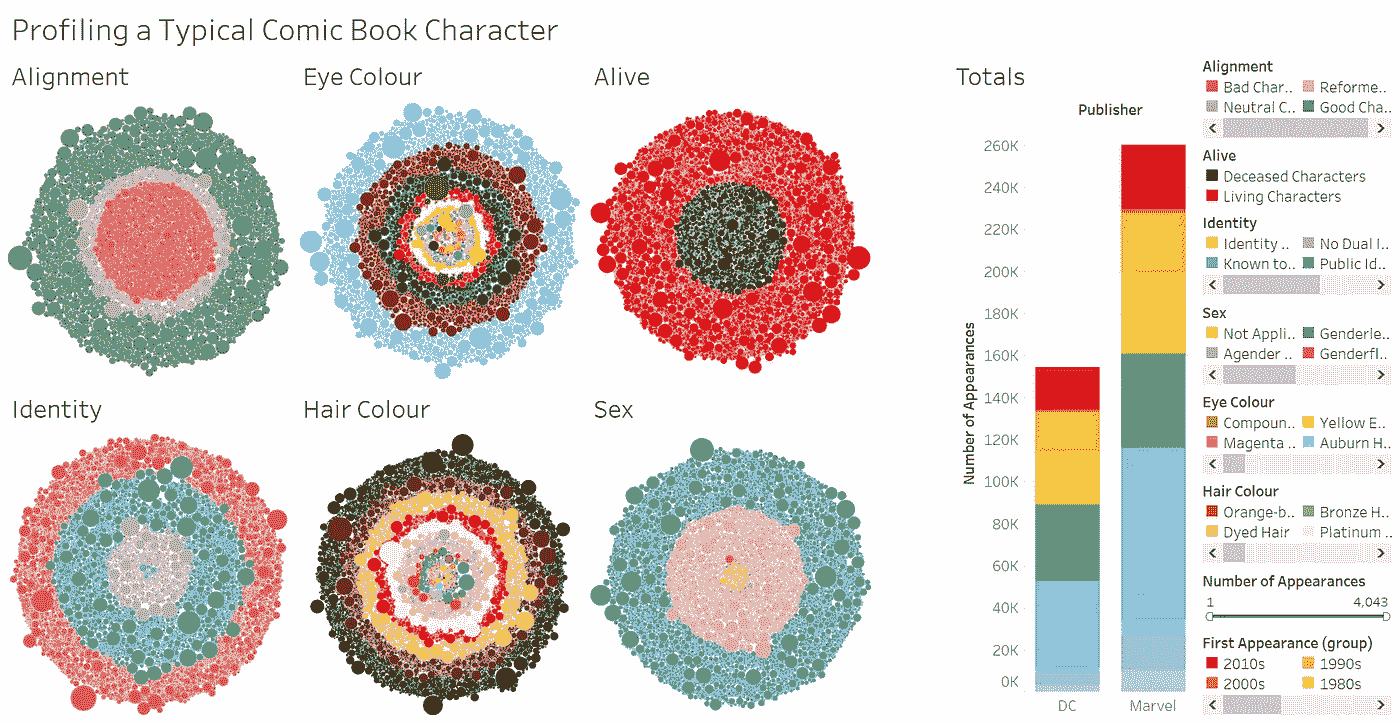 Profiling a Typical Comic Book Character
Alignment
Eye Colour
Alive
Identity
Hair Colour
Sex
Totals
Publisher
Number of Appearances
260K
240K
220K
200K
180K
160K
140K
120K
100K
80K
60K
40K
20K
0K
DC Marvel
Alignment
Bad Char.. Reforme..
Neutral C.. Good Cha..
Alive
Deceased Characters
Living Characters
Identity
Identity .. No Dual I..
Known to.. Public Id..
Sex
Not Appli.. Genderle..
Agender .. Genderfl..
Eye Colour
Compoun.. Yellow E..
Magenta .. Auburn H..
Hair Colour
Orange-b.. Bronze H..
Dyed Hair Platinum ..
Number of Appearances
1 4,043
First Appearance (group)
2010s 1990s
2000s 1980s